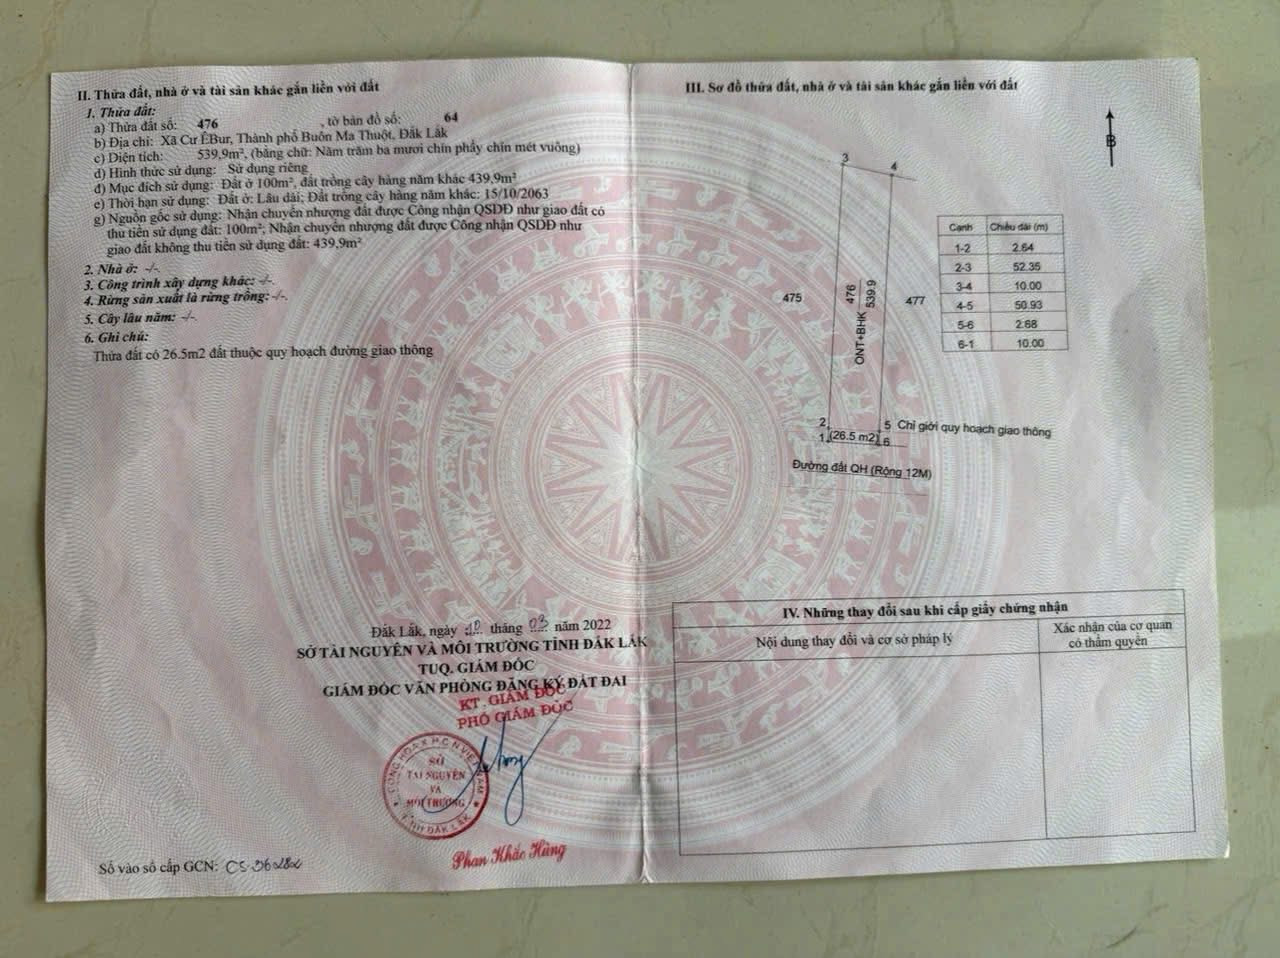 II. Thửa đất, nhà ở và tài sản khác gắn liền với đất
1. Thửa đất:
a) Thửa đất số: 476 , tờ bản đồ số: 64
b) Địa chỉ: Xã Cư ÊBur, Thành phố Buôn Ma Thuột, Đắk Lắk
c) Diện tích: 539,9m², (bằng chữ: Năm trăm ba mươi chín phẩy chín mét vuông)
d) Hình thức sử dụng: Sử dụng riêng
đ) Mục đích sử dụng: Đất ở 100m², đất trồng cây hàng năm khác 439,9m²
e) Thời hạn sử dụng: Đất ở: Lâu dài; Đất trồng cây hàng năm khác: 15/10/2063
g) Nguồn gốc sử dụng: Nhận chuyển nhượng đất được Công nhận QSDĐ như giao đất có
thu tiền sử dụng đất: 100m²; Nhận chuyển nhượng đất được Công nhận QSDĐ như
giao đất không thu tiền sử dụng đất: 439,9m²
2. Nhà ở: -/-.
3. Công trình xây dựng khác: -/-.
4. Rừng sản xuất là rừng trồng: -/-.
5. Cây lâu năm: -/-.
6. Ghi chú:
Thửa đất có 26.5m2 đất thuộc quy hoạch đường giao thông
Đắk Lắk, ngày tháng 03 năm 2022
SỞ TÀI NGUYÊN VÀ MÔI TRƯỜNG TỈNH ĐẮK LẮK
TUQ. GIÁM ĐỐC
GIÁM ĐỐC VĂN PHÒNG ĐĂNG KÝ ĐẤT ĐAI
KT. GIÁM ĐỐC
PHÓ GIÁM ĐỐC
CỘNG HÒA X.H.C.N VIỆT NAM
SỞ
TÀI NGUYÊN
VÀ
MÔI TRƯỜNG
TỈNH ĐẮK LẮK
Phan Khắc Hùng
Số vào sổ cấp GCN: CS
III. Sơ đồ thửa đất, nhà ở và tài sản khác gắn liền với đất
B
3
4
475
ONT+BHK 476
539.9
477
2
5 Chỉ giới quy hoạch giao thông
1 (26.5 m2) 6
Đường đất QH (Rộng 12M)
Cạnh Chiều dài (m)
1-2 2.64
2-3 52.35
3-4 10.00
4-5 50.93
5-6 2.68
6-1 10.00
IV. Những thay đổi sau khi cấp giấy chứng nhận
Nội dung thay đổi và cơ sở pháp lý
Xác nhận của cơ quan
có thẩm quyền